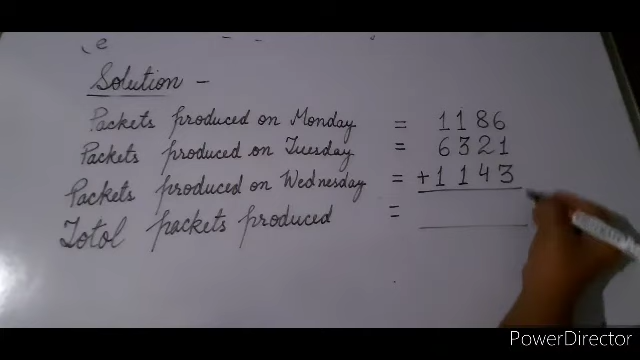 Solution -
Packets produced on Monday = 1186
Packets produced on Tuesday = 6321
Packets produced on Wednesday = +1143
Totol packets produced =
PowerDirector